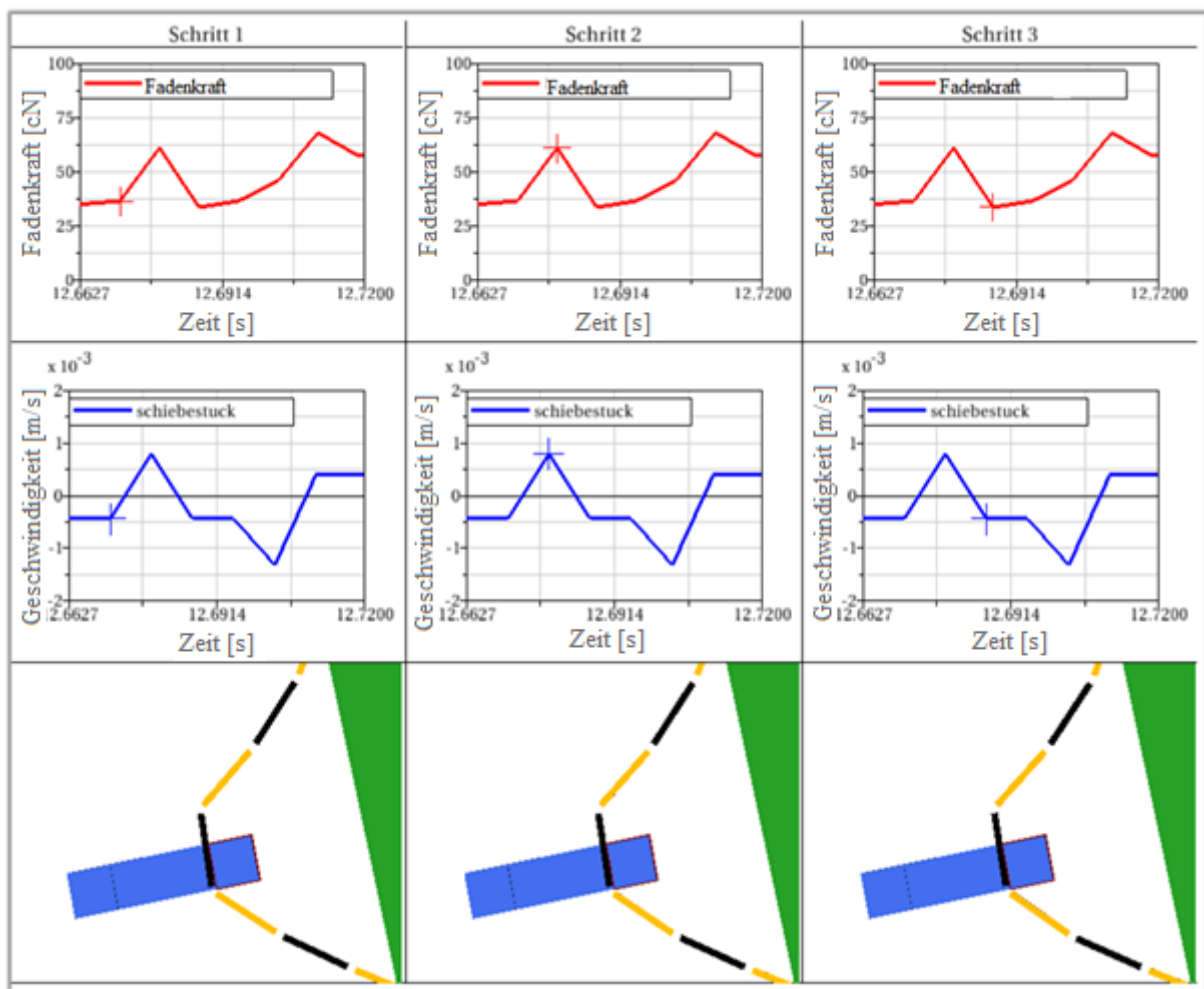 Schritt 1 Schritt 2 Schritt 3
100 100 100
Fadenkraft Fadenkraft Fadenkraft
75 75 75
50 50 50
25 25 25
0 0 0
Fadenkraft [cN] Fadenkraft [cN] Fadenkraft [cN]
12.6627 12.6914 12.7200 12.6627 12.6914 12.7200 12.6627 12.6914 12.7200
Zeit [s] Zeit [s] Zeit [s]
x 10⁻³ x 10⁻³ x 10⁻³
2 2 2
schiebestuck schiebestuck schiebestuck
1 1 1
0 0 0
-1 -1 -1
-2 -2 -2
Geschwindigkeit [m/s] Geschwindigkeit [m/s] Geschwindigkeit [m/s]
12.6627 12.6914 12.7200 12.6627 12.6914 12.7200 12.6627 12.6914 12.7200
Zeit [s] Zeit [s] Zeit [s]